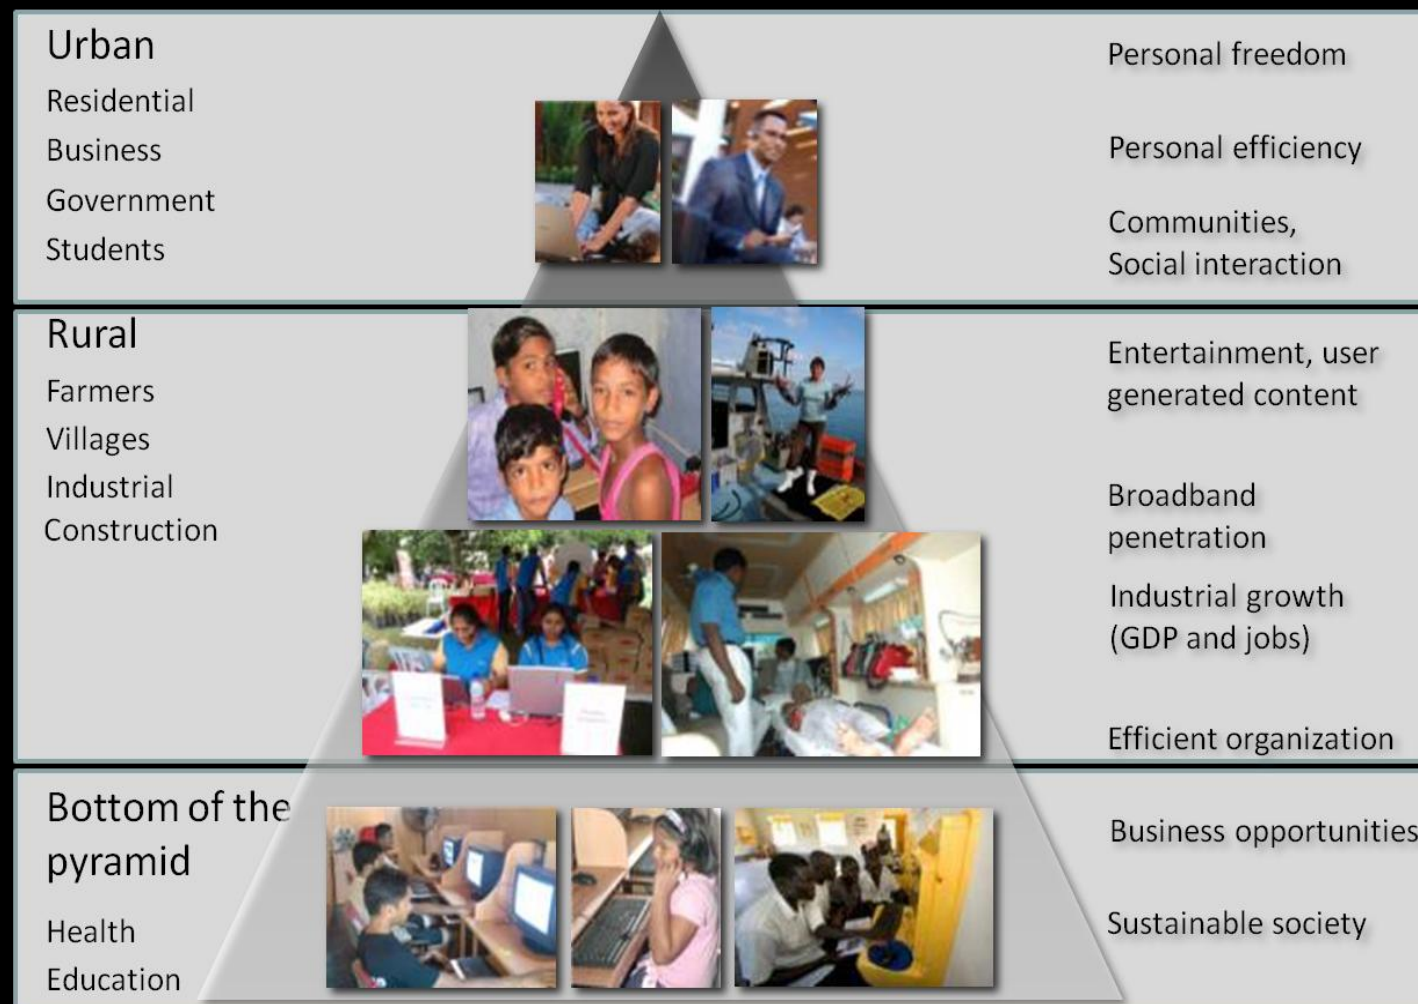 Urban
Residential
Business
Government
Students
Personal freedom
Personal efficiency
Communities,
Social interaction
Rural
Farmers
Villages
Industrial
Construction
Entertainment, user
generated content
Broadband
penetration
Industrial growth
(GDP and jobs)
Efficient organization
Bottom of the
pyramid
Health
Education
Business opportunities
Sustainable society